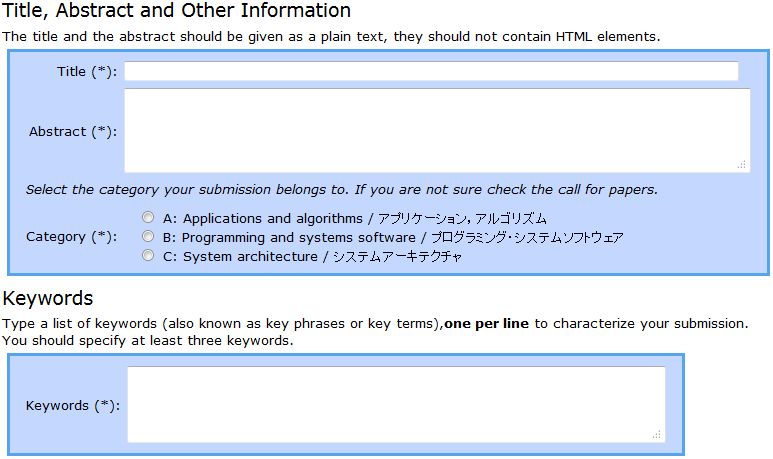 Title, Abstract and Other Information
The title and the abstract should be given as a plain text, they should not contain HTML elements.
Title (*):
Abstract (*):
Select the category your submission belongs to. If you are not sure check the call for papers.
Category (*):
A: Applications and algorithms / アプリケーション，アルゴリズム
B: Programming and systems software / プログラミング・システムソフトウェア
C: System architecture / システムアーキテクチャ
Keywords
Type a list of keywords (also known as key phrases or key terms),one per line to characterize your submission.
You should specify at least three keywords.
Keywords (*):